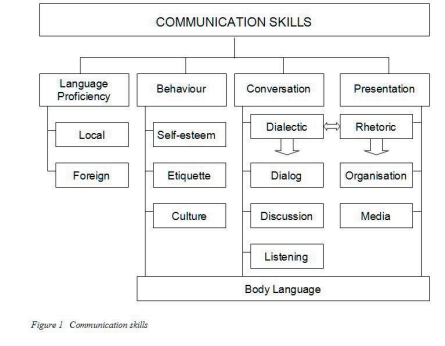 COMMUNICATION SKILLS
Language
Proficiency
Behaviour
Conversation
Presentation
Local
Self-esteem
Dialectic
Rhetoric
Foreign
Etiquette
Dialog
Organisation
Culture
Discussion
Media
Listening
Body Language
Figure 1 Communication skills